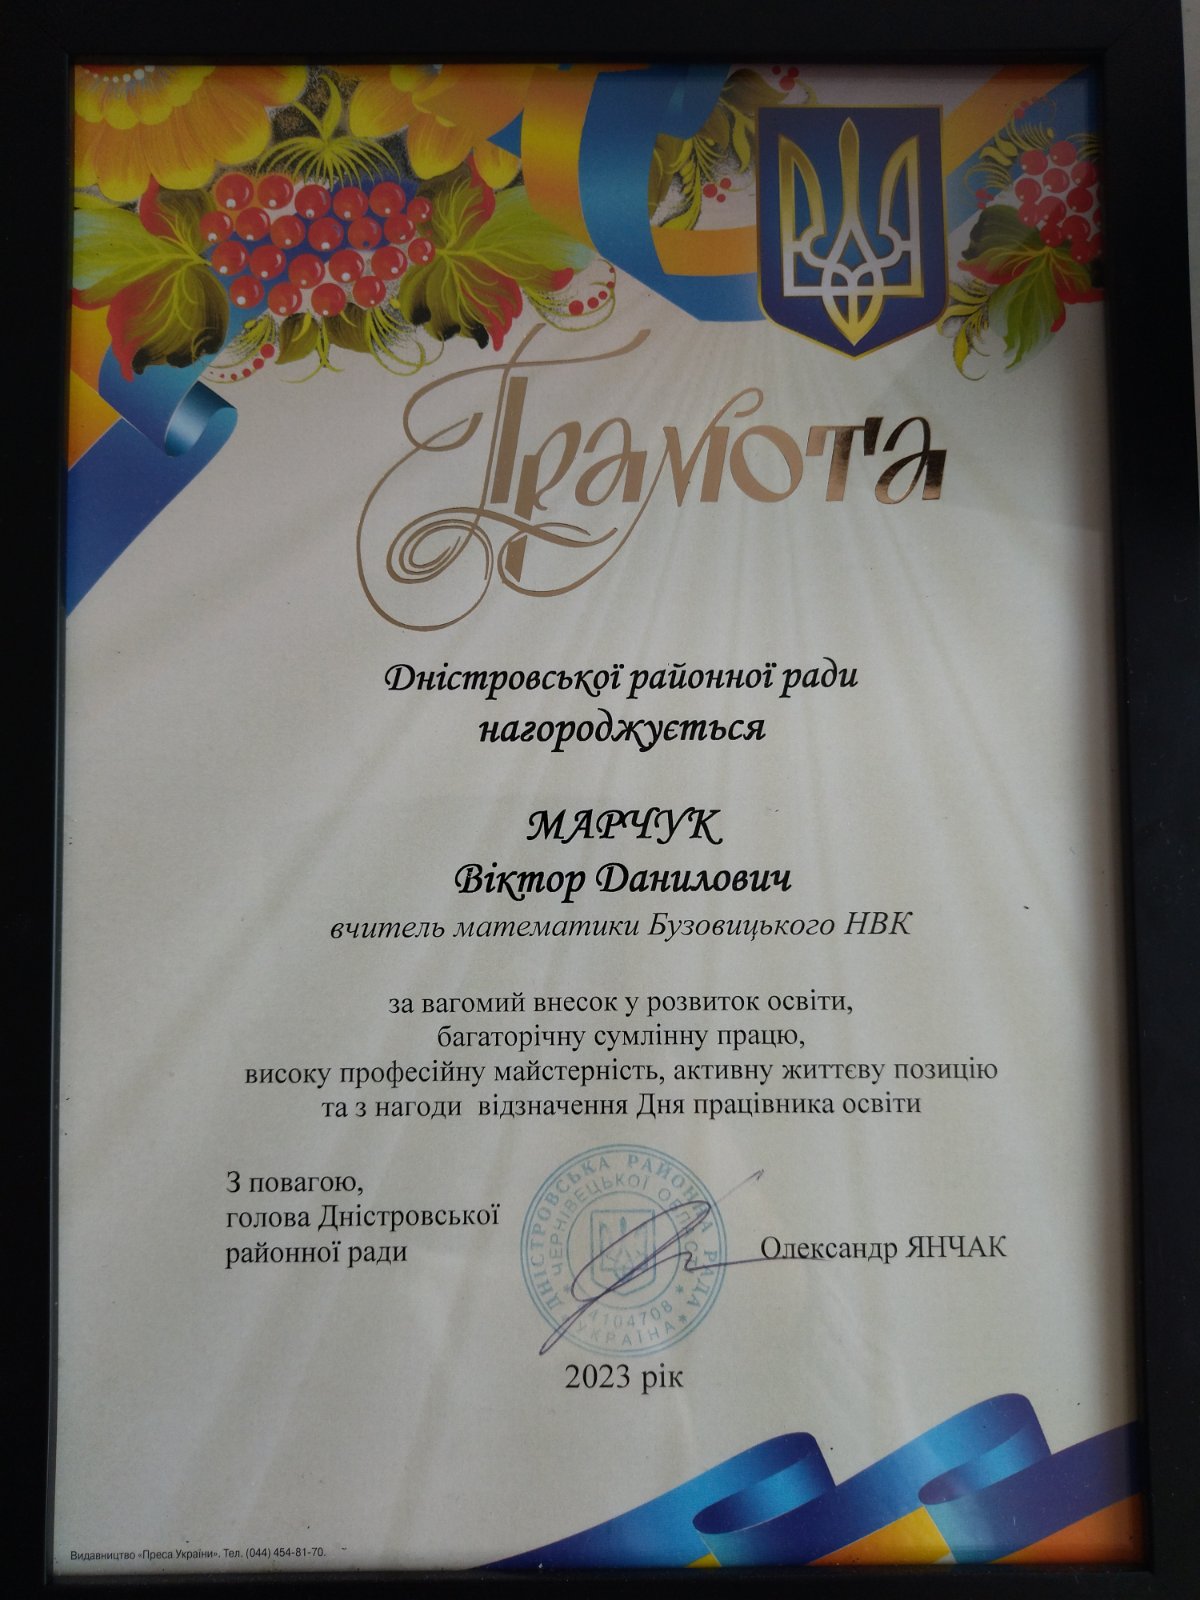 Грамота
Дністровської районної ради
нагороджується
МАРЧУК
Віктор Данилович
вчитель математики Бузовицького НВК
за вагомий внесок у розвиток освіти,
багаторічну сумлінну працю,
високу професійну майстерність, активну життєву позицію
та з нагоди відзначення Дня працівника освіти
З повагою,
голова Дністровської
районної ради
Олександр ЯНЧАК
ДНІСТРОВСЬКА РАЙОННА РАДА
ЧЕРНІВЕЦЬКОЇ ОБЛАСТІ
4104708
УКРАЇНА
2023 рік
Видавництво «Преса України». Тел. (044) 454-81-70.